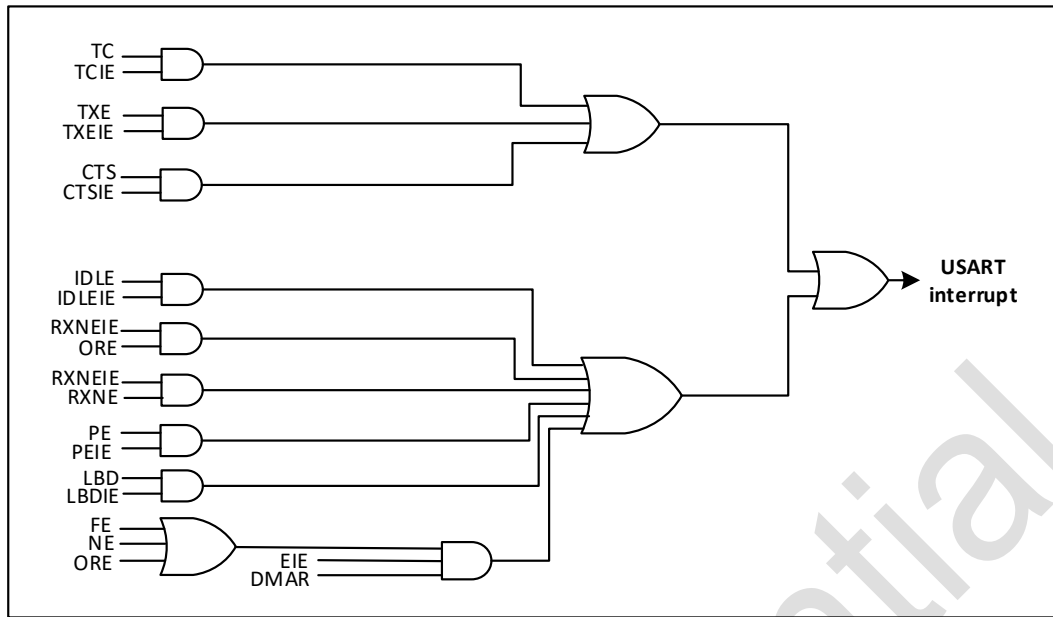 TC
TCIE
TXE
TXEIE
CTS
CTSIE
IDLE
IDLEIE
RXNEIE
ORE
RXNEIE
RXNE
PE
PEIE
LBD
LBDIE
FE
NE
ORE
EIE
DMAR
USART
interrupt
tial